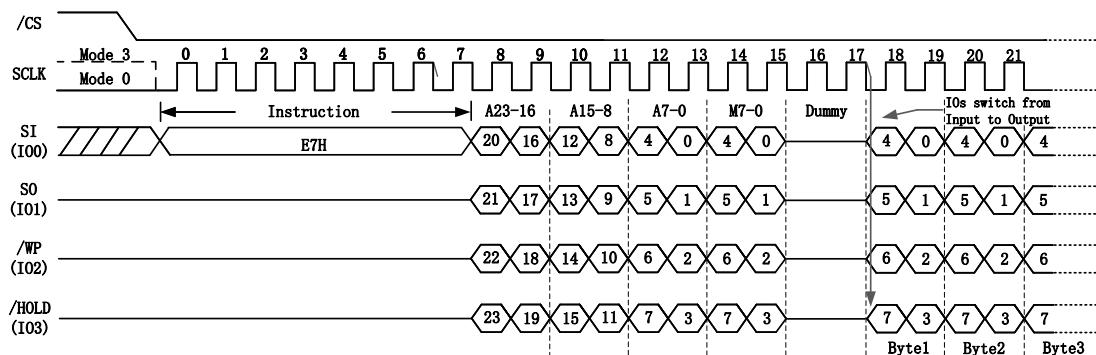 /CS
Mode 3 0 1 2 3 4 5 6 7 8 9 10 11 12 13 14 15 16 17 18 19 20 21
SCLK
Mode 0
Instruction A23-16 A15-8 A7-0 M7-0 Dummy IOs switch from
Input to Output
SI
(IO0)
E7H 20 16 12 8 4 0 4 0 4 0 4 0 4
SO
(IO1)
21 17 13 9 5 1 5 1 5 1 5 1 5
/WP
(IO2)
22 18 14 10 6 2 6 2 6 2 6 2 6
/HOLD
(IO3)
23 19 15 11 7 3 7 3 7 3 7 3 7
Byte1 Byte2 Byte3